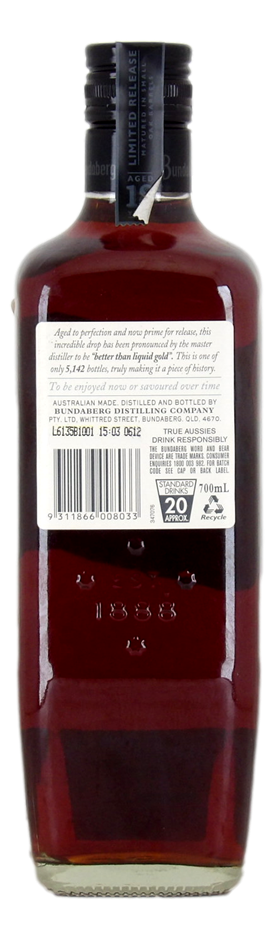 LIMITED RELEASE
MATURED IN SMALL
OAK BARRELS
AGED
Bundaberg
Aged to perfection and now prime for release, this
incredible drop has been pronounced by the master
distiller to be "better than liquid gold". This is one of
only 5,142 bottles, truly making it a piece of history.
To be enjoyed now or savoured over time
AUSTRALIAN MADE. DISTILLED AND BOTTLED BY
BUNDABERG DISTILLING COMPANY
PTY. LTD, WHITTRED STREET, BUNDABERG. QLD. 4670.
L6135B1001 15:03 0612
TRUE AUSSIES
DRINK RESPONSIBLY
THE BUNDABERG WORD AND BEAR
DEVICE ARE TRADE MARKS. CONSUMER
ENQUIRIES 1800 003 982. FOR BATCH
CODE SEE CAP OR BACK LABEL.
STANDARD
DRINKS
20
APPROX.
700mL
Recycle
9 311866 008033
1888